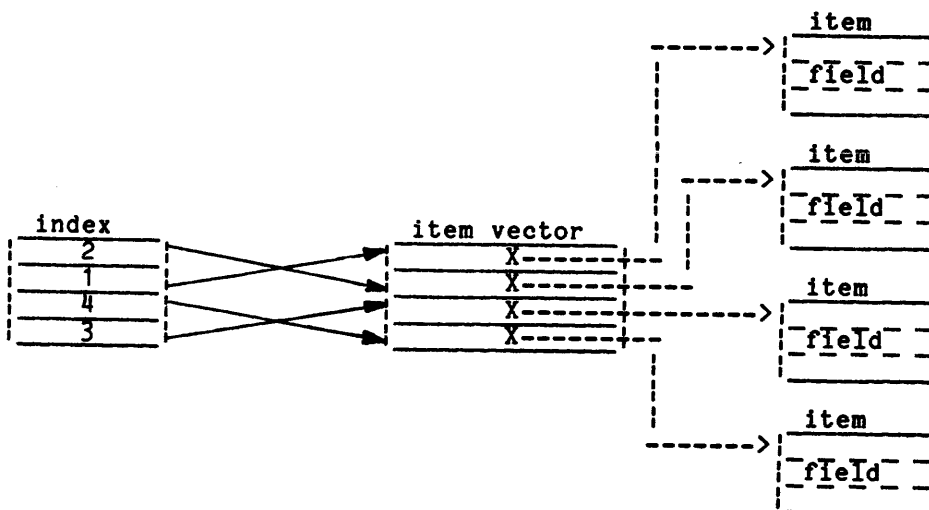 item
field
item
field
index
item vector
2
X
1
X
4
X
3
X
item
field
item
field